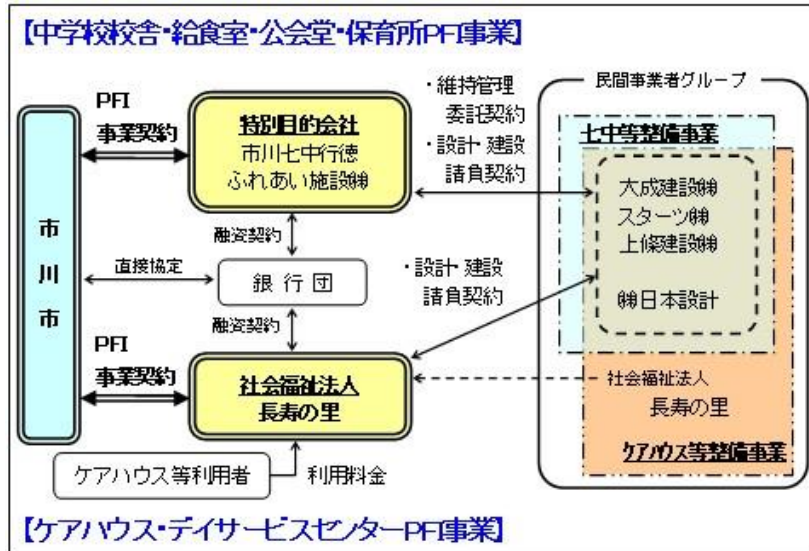 【中学校校舎・給食室・公会堂・保育所PFI事業】
PFI
事業契約
特別目的会社
市川七中行徳
ふれあい施設㈱
・維持管理
委託契約
・設計・建設
請負契約
民間事業者グループ
七中等整備事業
大成建設㈱
スターツ㈱
上條建設㈱
㈱日本設計
市川市
融資契約
直接協定
銀行団
・設計・建設
請負契約
融資契約
PFI
事業契約
社会福祉法人
長寿の里
社会福祉法人
長寿の里
ケアハウス等整備事業
ケアハウス等利用者
利用料金
【ケアハウス・デイサービスセンターPFI事業】